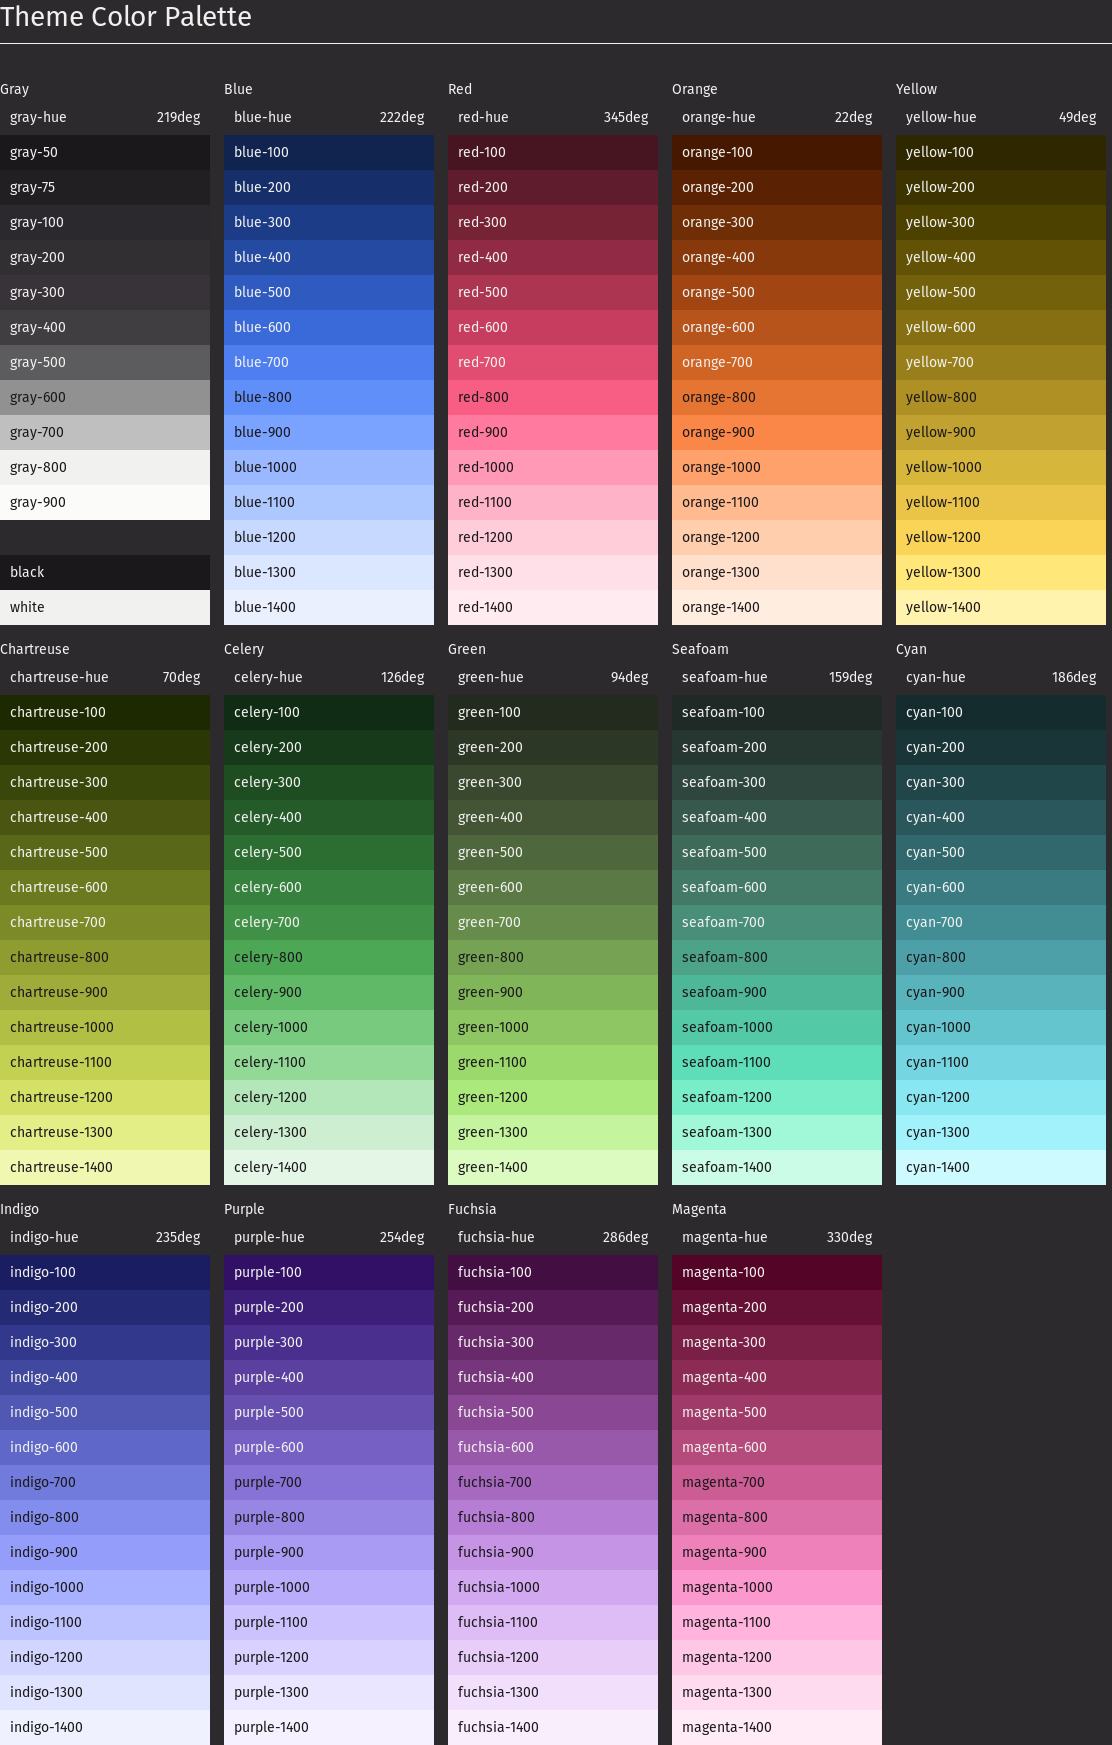 Theme Color Palette
Gray
gray-hue 219deg
gray-50
gray-75
gray-100
gray-200
gray-300
gray-400
gray-500
gray-600
gray-700
gray-800
gray-900
black
white
Blue
blue-hue 222deg
blue-100
blue-200
blue-300
blue-400
blue-500
blue-600
blue-700
blue-800
blue-900
blue-1000
blue-1100
blue-1200
blue-1300
blue-1400
Red
red-hue 345deg
red-100
red-200
red-300
red-400
red-500
red-600
red-700
red-800
red-900
red-1000
red-1100
red-1200
red-1300
red-1400
Orange
orange-hue 22deg
orange-100
orange-200
orange-300
orange-400
orange-500
orange-600
orange-700
orange-800
orange-900
orange-1000
orange-1100
orange-1200
orange-1300
orange-1400
Yellow
yellow-hue 49deg
yellow-100
yellow-200
yellow-300
yellow-400
yellow-500
yellow-600
yellow-700
yellow-800
yellow-900
yellow-1000
yellow-1100
yellow-1200
yellow-1300
yellow-1400
Chartreuse
chartreuse-hue 70deg
chartreuse-100
chartreuse-200
chartreuse-300
chartreuse-400
chartreuse-500
chartreuse-600
chartreuse-700
chartreuse-800
chartreuse-900
chartreuse-1000
chartreuse-1100
chartreuse-1200
chartreuse-1300
chartreuse-1400
Celery
celery-hue 126deg
celery-100
celery-200
celery-300
celery-400
celery-500
celery-600
celery-700
celery-800
celery-900
celery-1000
celery-1100
celery-1200
celery-1300
celery-1400
Green
green-hue 94deg
green-100
green-200
green-300
green-400
green-500
green-600
green-700
green-800
green-900
green-1000
green-1100
green-1200
green-1300
green-1400
Seafoam
seafoam-hue 159deg
seafoam-100
seafoam-200
seafoam-300
seafoam-400
seafoam-500
seafoam-600
seafoam-700
seafoam-800
seafoam-900
seafoam-1000
seafoam-1100
seafoam-1200
seafoam-1300
seafoam-1400
Cyan
cyan-hue 186deg
cyan-100
cyan-200
cyan-300
cyan-400
cyan-500
cyan-600
cyan-700
cyan-800
cyan-900
cyan-1000
cyan-1100
cyan-1200
cyan-1300
cyan-1400
Indigo
indigo-hue 235deg
indigo-100
indigo-200
indigo-300
indigo-400
indigo-500
indigo-600
indigo-700
indigo-800
indigo-900
indigo-1000
indigo-1100
indigo-1200
indigo-1300
indigo-1400
Purple
purple-hue 254deg
purple-100
purple-200
purple-300
purple-400
purple-500
purple-600
purple-700
purple-800
purple-900
purple-1000
purple-1100
purple-1200
purple-1300
purple-1400
Fuchsia
fuchsia-hue 286deg
fuchsia-100
fuchsia-200
fuchsia-300
fuchsia-400
fuchsia-500
fuchsia-600
fuchsia-700
fuchsia-800
fuchsia-900
fuchsia-1000
fuchsia-1100
fuchsia-1200
fuchsia-1300
fuchsia-1400
Magenta
magenta-hue 330deg
magenta-100
magenta-200
magenta-300
magenta-400
magenta-500
magenta-600
magenta-700
magenta-800
magenta-900
magenta-1000
magenta-1100
magenta-1200
magenta-1300
magenta-1400